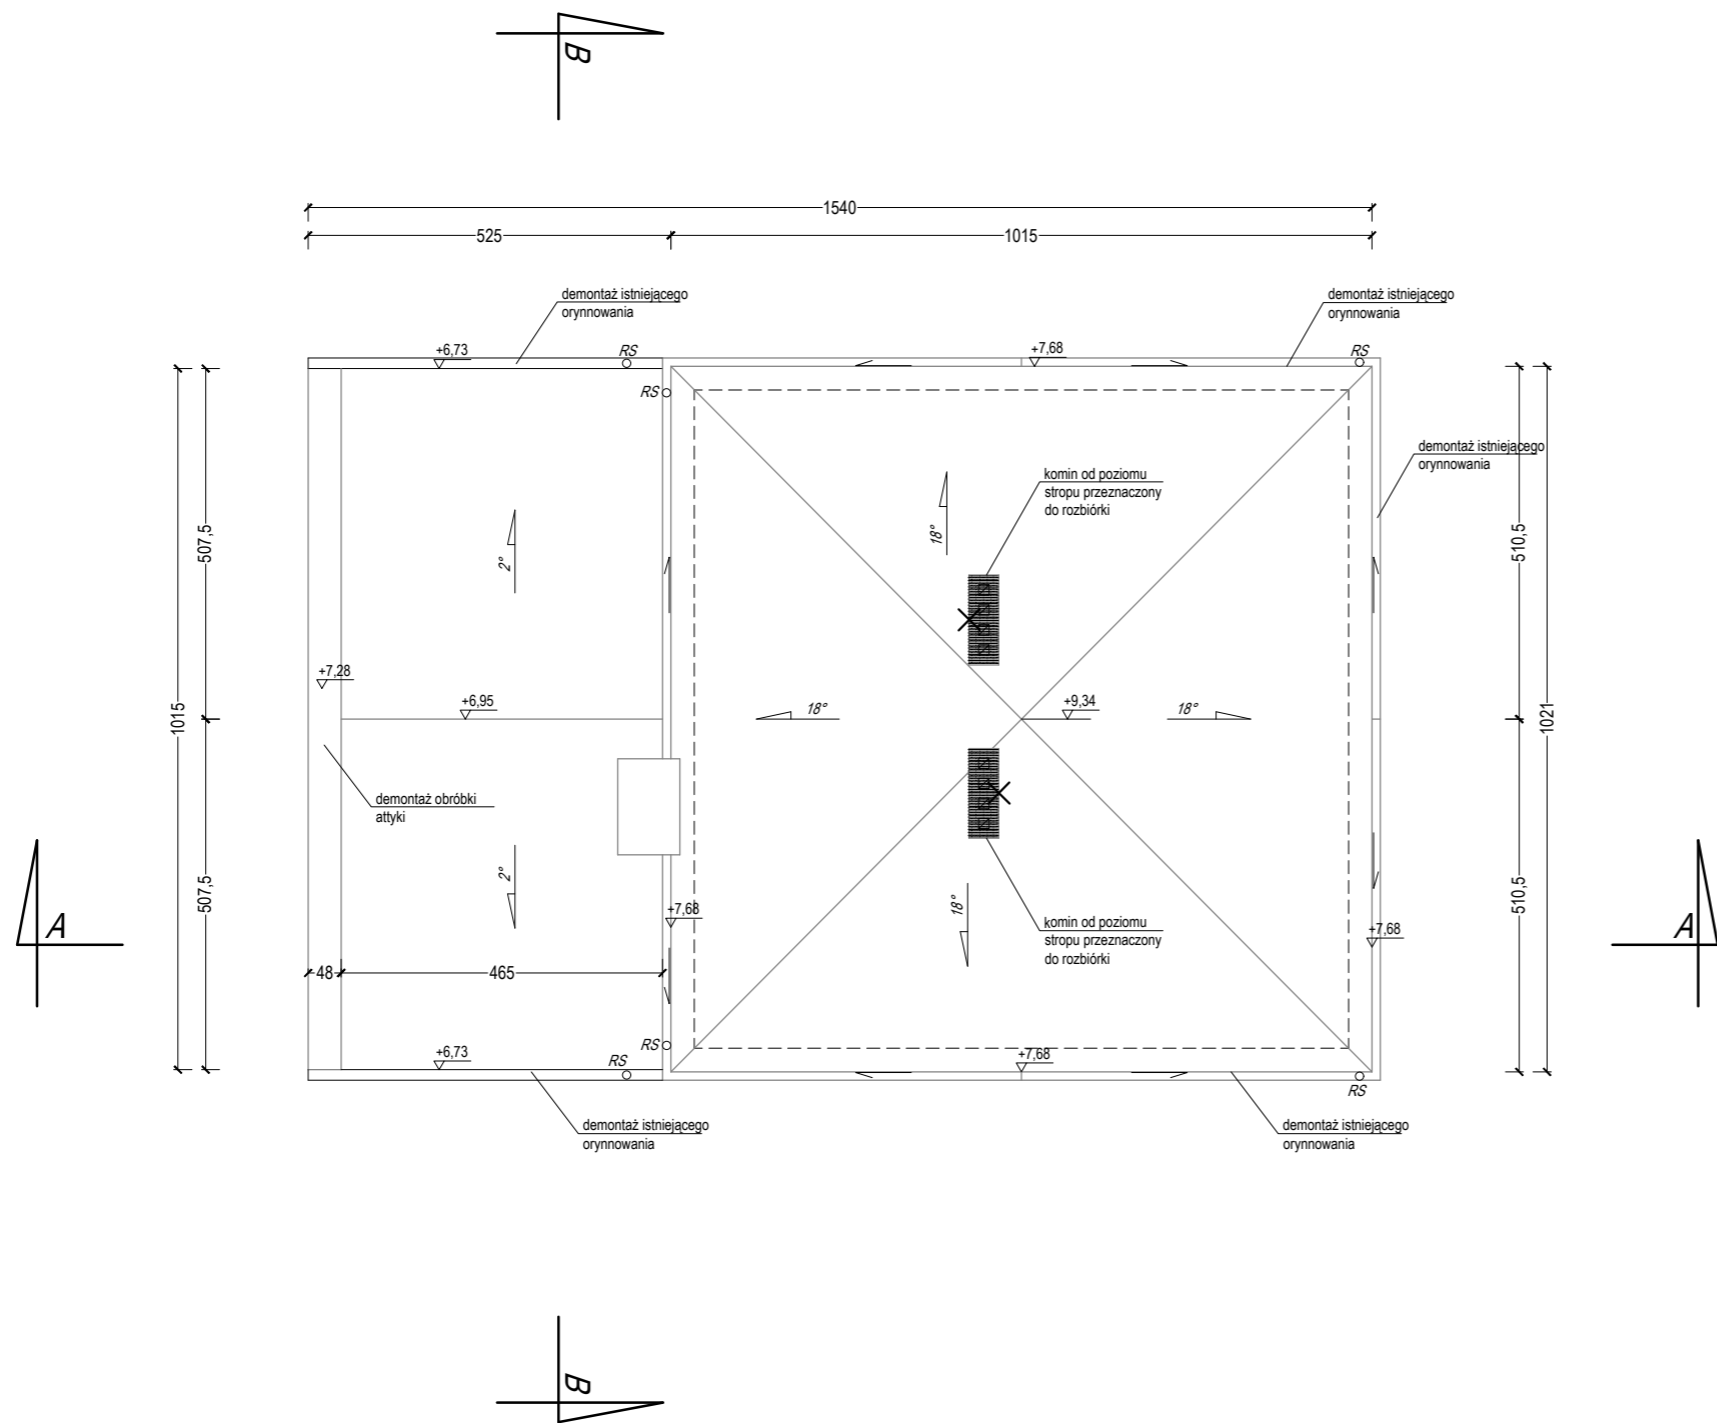 B
1540
525
1015
demontaż istniejącego
orynnowania
demontaż istniejącego
orynnowania
+6,73
RS
+7,68
RS
RS
demontaż istniejącego
orynnowania
komin od poziomu
stropu przeznaczony
do rozbiórki
18°
2°
507,5
510,5
+7,28
+6,95
18°
+9,34
18°
1015
1021
demontaż obróbki
attyki
2°
507,5
510,5
18°
+7,68
komin od poziomu
stropu przeznaczony
do rozbiórki
+7,68
A
A
48
465
RS
+6,73
RS
+7,68
RS
demontaż istniejącego
orynnowania
demontaż istniejącego
orynnowania
B